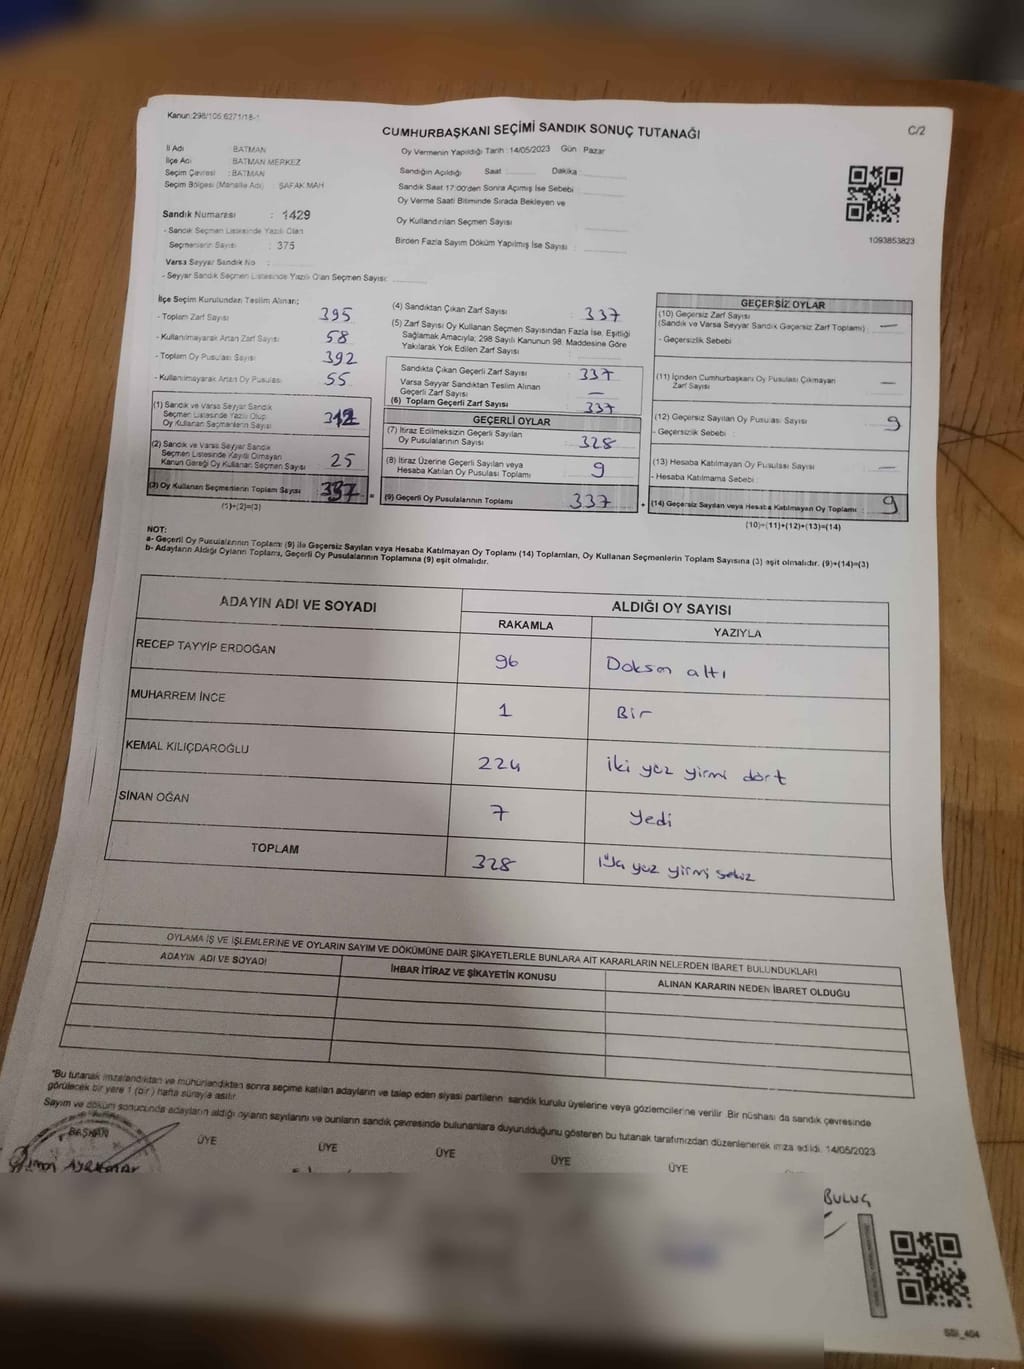 Kanun:298/105.6271/18-1
CUMHURBAŞKANI SEÇİMİ SANDIK SONUÇ TUTANAĞI
C/2
İl Adı BATMAN
İlçe Adı BATMAN MERKEZ
Seçim Çevresi : BATMAN
Seçim Bölgesi (Mahalle Adı) ŞAFAK MAH
Sandık Numarası : 1429
- Sandık Seçmen Listesinde Yazılı Olan
Seçmenlerin Sayısı : 375
Varsa Seyyar Sandık No :
- Seyyar Sandık Seçmen Listesinde Yazılı Olan Seçmen Sayısı:
Oy Vermenin Yapıldığı Tarih :14/05/2023 Gün : Pazar
Sandığın Açıldığı Saat Dakika
Sandık Saat 17:00'den Sonra Açımış İse Sebebi
Oy Verme Saati Bitiminde Sırada Bekleyen ve
Oy Kullandırılan Seçmen Sayısı
Birden Fazla Sayım Döküm Yapılmış İse Sayısı :
1093853823
İlçe Seçim Kurulundan Teslim Alınan;
- Toplam Zarf Sayısı 395
- Kullanılmayarak Artan Zarf Sayısı 58
- Toplam Oy Pusulası Sayısı 392
- Kullanılmayarak Artan Oy Pusulası 55
(1) Sandık ve Varsa Seyyar Sandık
Seçmen Listesinde Yazılı Olup
Oy Kullanan Seçmenlerin Sayısı 312
(2) Sandık ve Varsa Seyyar Sandık
Seçmen Listesinde Kayıtlı Olmayan
Kanun Gereği Oy Kullanan Seçmen Sayısı 25
(3) Oy Kullanan Seçmenlerin Toplam Sayısı 337 =
(1)+(2)=(3)
(4) Sandıktan Çıkan Zarf Sayısı 337
(5) Zarf Sayısı Oy Kullanan Seçmen Sayısından Fazla İse, Eşitliği
Sağlamak Amacıyla; 298 Sayılı Kanunun 98. Maddesine Göre
Yakılarak Yok Edilen Zarf Sayısı
Sandıkta Çıkan Geçerli Zarf Sayısı 337
Varsa Seyyar Sandıktan Teslim Alınan
Geçerli Zarf Sayısı —
(6) Toplam Geçerli Zarf Sayısı 337
GEÇERLİ OYLAR
(7) İtiraz Edilmeksizin Geçerli Sayılan
Oy Pusulalarının Sayısı 328
(8) İtiraz Üzerine Geçerli Sayılan veya
Hesaba Katılan Oy Pusulası Toplamı 9
(9) Geçerli Oy Pusulalarının Toplamı 337 +
GEÇERSİZ OYLAR
(10) Geçersiz Zarf Sayısı
(Sandık ve Varsa Seyyar Sandık Geçersiz Zarf Toplamı) : —
- Geçersizlik Sebebi
(11) İçinden Cumhurbaşkanı Oy Pusulası Çıkmayan
Zarf Sayısı —
(12) Geçersiz Sayılan Oy Pusulası Sayısı 9
- Geçersizlik Sebebi :
(13) Hesaba Katılmayan Oy Pusulası Sayısı —
- Hesaba Katılmama Sebebi :
(14) Geçersiz Sayılan veya Hesaba Katılmayan Oy Toplamı : 9
(10)+(11)+(12)+(13)=(14)
NOT:
a- Geçerli Oy Pusulalarının Toplamı (9) ile Geçersiz Sayılan veya Hesaba Katılmayan Oy Toplamı (14) Toplamları, Oy Kullanan Seçmenlerin Toplam Sayısına (3) eşit olmalıdır. (9)+(14)=(3)
b- Adayların Aldığı Oyların Toplamı, Geçerli Oy Pusulalarının Toplamına (9) eşit olmalıdır.
ADAYIN ADI VE SOYADI ALDIĞI OY SAYISI
RAKAMLA YAZIYLA
RECEP TAYYİP ERDOĞAN 96 Doksan altı
MUHARREM İNCE 1 Bir
KEMAL KILIÇDAROĞLU 224 iki yüz yirmi dört
SİNAN OĞAN 7 yedi
TOPLAM 328 yüz yirmi sekiz
OYLAMA İŞ VE İŞLEMLERİNE VE OYLARIN SAYIM VE DÖKÜMÜNE DAİR ŞİKAYETLERLE BUNLARA AİT KARARLARIN NELERDEN İBARET BULUNDUKLARI
ADAYIN ADI VE SOYADI İHBAR İTİRAZ VE ŞİKAYETİN KONUSU ALINAN KARARIN NEDEN İBARET OLDUĞU
"Bu tutanak imzalandıktan ve mühürlendikten sonra seçime katılan adayların ve talep eden siyasi partilerin sandık kurulu üyelerine veya gözlemcilerine verilir. Bir nüshası da sandık çevresinde
görülecek bir yere 1 (bir) hafta süreyle asılır.
Sayım ve döküm sonucunda adayların aldığı oyların sayılarını ve bunların sandık çevresinde bulunanlara duyurulduğunu gösteren bu tutanak tarafımızdan düzenlenerek imza edildi. 14/05/2023
BAŞKAN ÜYE ÜYE ÜYE ÜYE ÜYE
BULUG
SSI_404